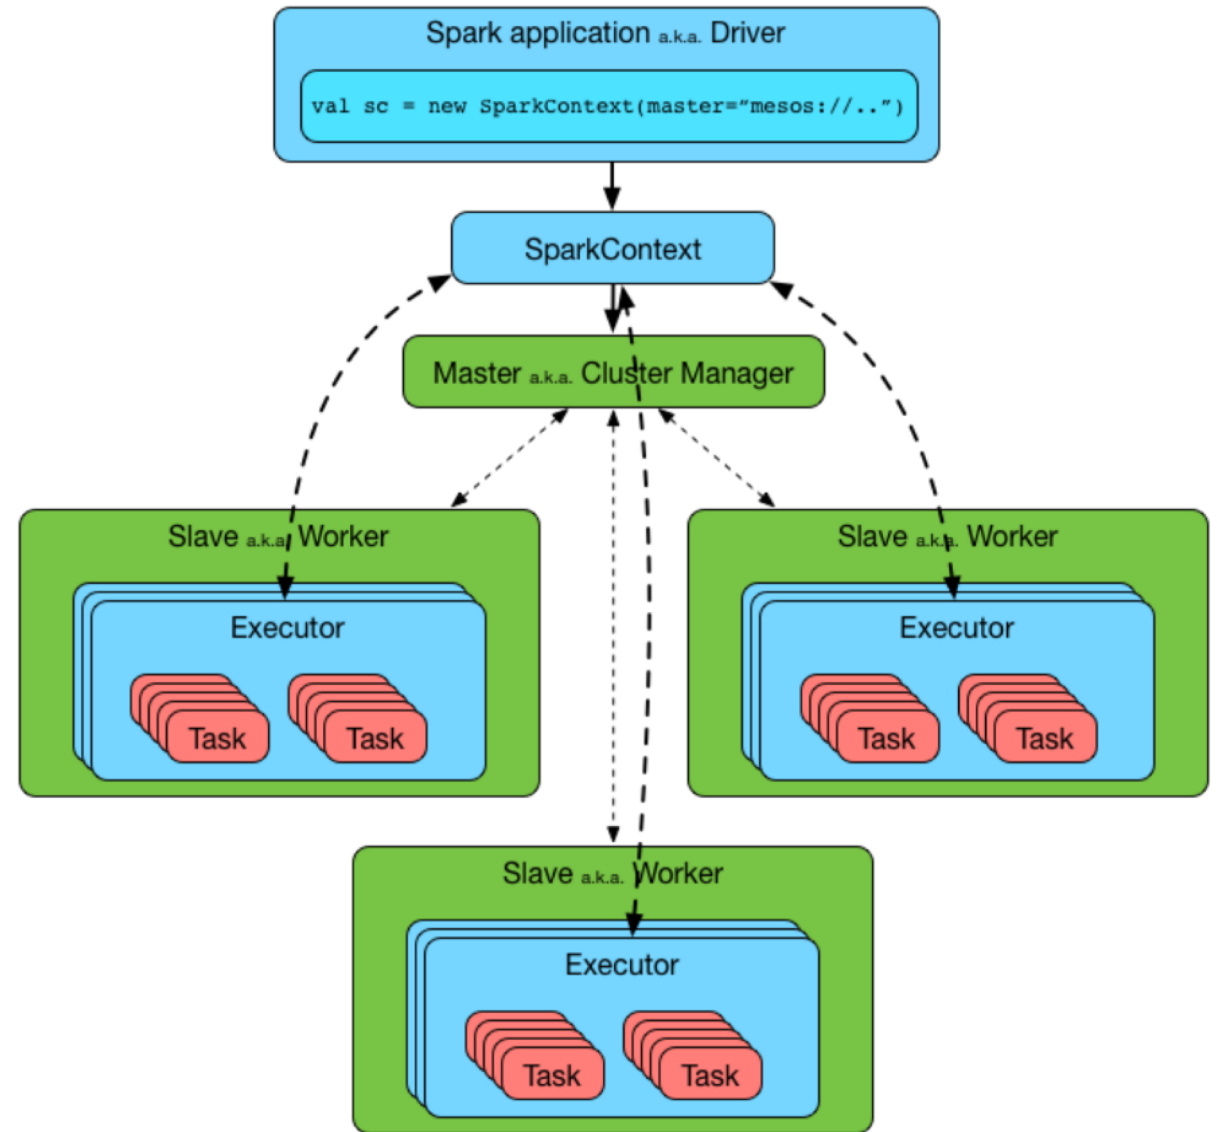 Spark application a.k.a. Driver
val sc = new SparkContext(master="mesos://..")
SparkContext
Master a.k.a. Cluster Manager
Slave a.k.a. Worker
Executor
Task
Task
Slave a.k.a. Worker
Executor
Task
Task
Slave a.k.a. Worker
Executor
Task
Task